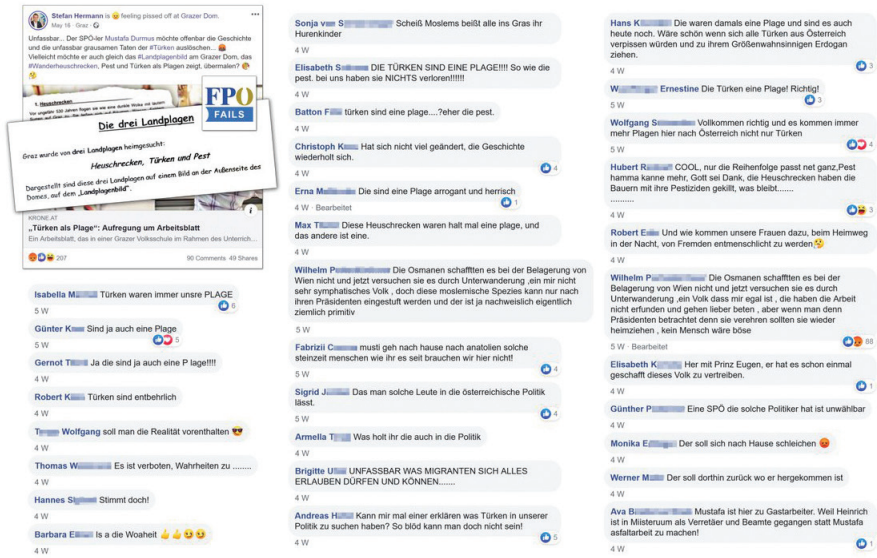 Stefan Hermann is 😠 feeling pissed off at Grazer Dom.
May 16 · Graz
Unfassbar... Der SPÖ-ler Mustafa Durmus möchte offenbar die Geschichte
und die unfassbar grausamen Taten der #Türken auslöschen... 😡
Vielleicht möchte er auch gleich das #Landplagenbild am Grazer Dom, das
#Wanderheuschrecken, Pest und Türken als Plagen zeigt, übermalen?
FPÖ
FAILS
1. Heuschrecken
Die drei Landplagen
Graz wurde von drei Landplagen heimgesucht:
Heuschrecken, Türken und Pest
Dargestellt sind diese drei Landplagen auf einem Bild an der Außenseite des
Domes, auf dem „Landplagenbild“.
KRONE.AT
„Türken als Plage“: Aufregung um Arbeitsblatt
Ein Arbeitsblatt, das in einer Grazer Volksschule im Rahmen des Unterrich...
207
90 Comments 49 Shares
Isabella Türken waren immer unsre PLAGE
6
5 W
Günter Sind ja auch eine Plage
5
5 W
Gernot Ja die sind ja auch eine P lage!!!!
4 W
Robert Türken sind entbehrlich
4 W
Wolfgang soll man die Realität vorenthalten 😎
4 W
Thomas Es ist verboten, Wahrheiten zu ........
4 W
Hannes Stimmt doch!
4 W
Barbara Is a die Woaheit 👍👍
4 W
Sonja van Scheiß Moslems beißt alle ins Gras ihr
Hurenkinder
4 W
Elisabeth DIE TÜRKEN SIND EINE PLAGE!!!! So wie die
pest. bei uns haben sie NICHTS verloren!!!!!!
4 W
Batton türken sind eine plage....?eher die pest.
4 W
Christoph Hat sich nicht viel geändert, die Geschichte
wiederholt sich.
4
4 W
Erna Die sind eine Plage arrogant und herrisch
1
4 W · Bearbeitet
Max Diese Heuschrecken waren halt mal eine plage, und
das andere ist eine.
4 W
Wilhelm Die Osmanen schafftten es bei der Belagerung von
Wien nicht und jetzt versuchen sie es durch Unterwanderung ,ein mir nicht
sehr symphatisches Volk , doch diese moslemische Spezies kann nur nach
ihren Präsidenten eingestuft werden und der ist ja nachweislich eigentlich
ziemlich primitiv
5 W
Fabrizii musti geh nach hause nach anatolien solche
steinzeit menschen wie ihr es seit brauchen wir hier nicht!
4
5 W
Sigrid Das man solche Leute in die österreichische Politik
lässt.
4
5 W
Armella Was holt ihr die auch in die Politik
4 W
Brigitte UNFASSBAR WAS MIGRANTEN SICH ALLES
ERLAUBEN DÜRFEN UND KÖNNEN.......
4 W
Andreas Kann mir mal einer erklären was Türken in unserer
Politik zu suchen haben? So blöd kann man doch nicht sein!
5
4 W
Hans Die waren damals eine Plage und sind es auch
heute noch. Wäre schön wenn sich alle Türken aus Österreich
verpissen würden und zu ihrem Größenwahnsinnigen Erdogan
ziehen.
3
4 W
Ernestine Die Türken eine Plage! Richtig!
3
5 W
Wolfgang Vollkommen richtig und es kommen immer
mehr Plagen hier nach Österreich nicht nur Türken
4
5 W
Hubert COOL, nur die Reihenfolge passt net ganz,Pest
hamma kane mehr, Gott sei Dank, die Heuschrecken haben die
Bauern mit ihre Pestiziden gekillt, was bleibt.......
..........
3
4 W
Robert Und wie kommen unsere Frauen dazu, beim Heimweg
in der Nacht, von Fremden entmenschlicht zu werden
4 W
Wilhelm Die Osmanen schafftten es bei der
Belagerung von Wien nicht und jetzt versuchen sie es durch
Unterwanderung ,ein Volk dass mir egal ist , die haben die Arbeit
nicht erfunden und gehen lieber beten , aber wenn man denn
Präsidenten betrachtet denn sie verehren sollten sie wieder
heimziehen , kein Mensch wäre böse
88
5 W · Bearbeitet
Elisabeth Her mit Prinz Eugen, er hat es schon einmal
geschafft dieses Volk zu vertreiben.
1
4 W
Günther Eine SPÖ die solche Politiker hat ist unwählbar
4 W
Monika Der soll sich nach Hause schleichen 😡
4 W
Werner Der soll dorthin zurück wo er hergekommen ist
4 W
Ava Mustafa ist hier zu Gastarbeiter. Weil Heinrich
ist in Miisteruum als Verretäer und Beamte gegangen statt Mustafa
asfaltarbeit zu machen!
1
4 W